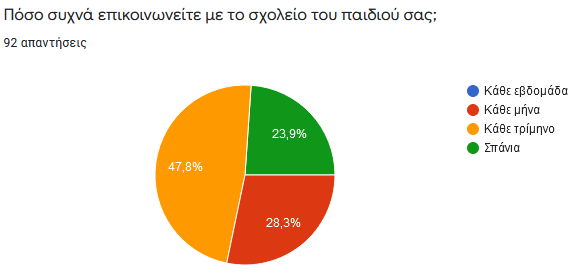 Πόσο συχνά επικοινωνείτε με το σχολείο του παιδιού σας;
92 απαντήσεις
Κάθε εβδομάδα
Κάθε μήνα
Κάθε τρίμηνο
Σπάνια
23,9%
47,8%
28,3%